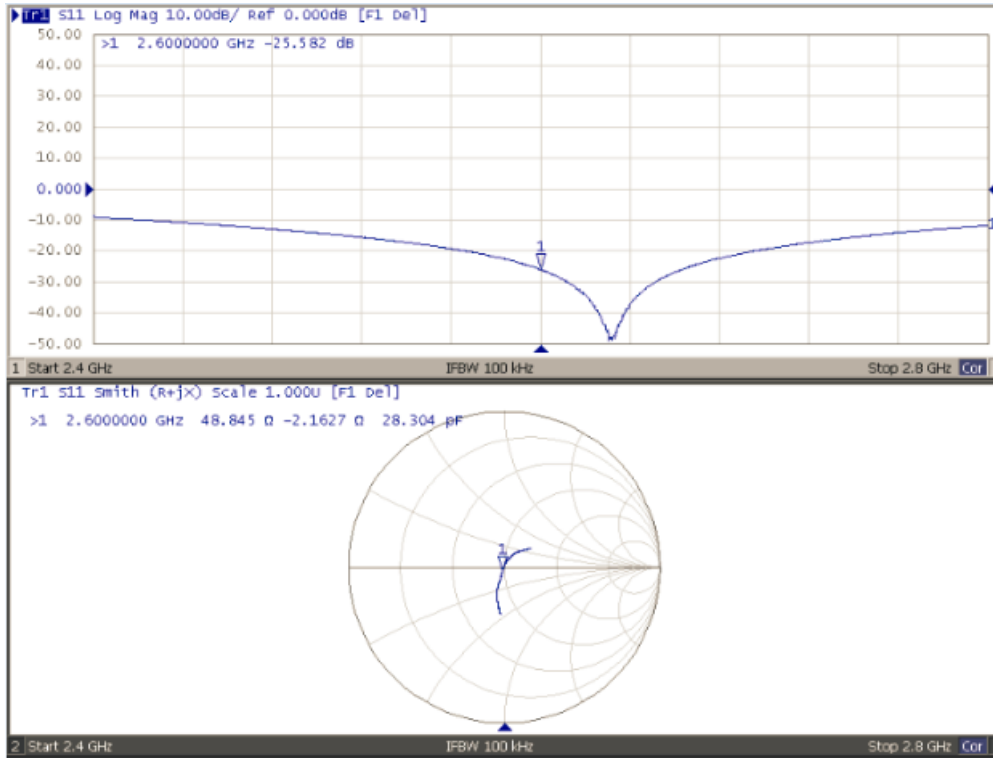 Tr1 S11 Log Mag 10.00dB/ Ref 0.000dB [F1 Del]
50.00
>1 2.6000000 GHz -25.582 dB
40.00
30.00
20.00
10.00
0.000
-10.00
1
1
-20.00
-30.00
-40.00
-50.00
1 Start 2.4 GHz IFBW 100 kHz Stop 2.8 GHz Cor
Tr1 S11 Smith (R+jX) Scale 1.000U [F1 Del]
>1 2.6000000 GHz 48.845 Ω -2.1627 Ω 28.304 pF
1
2 Start 2.4 GHz IFBW 100 kHz Stop 2.8 GHz Cor